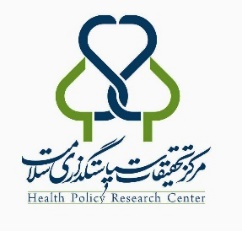 مرکز تحقیقات سیاستگذاری سلامت
Health Policy Research Center